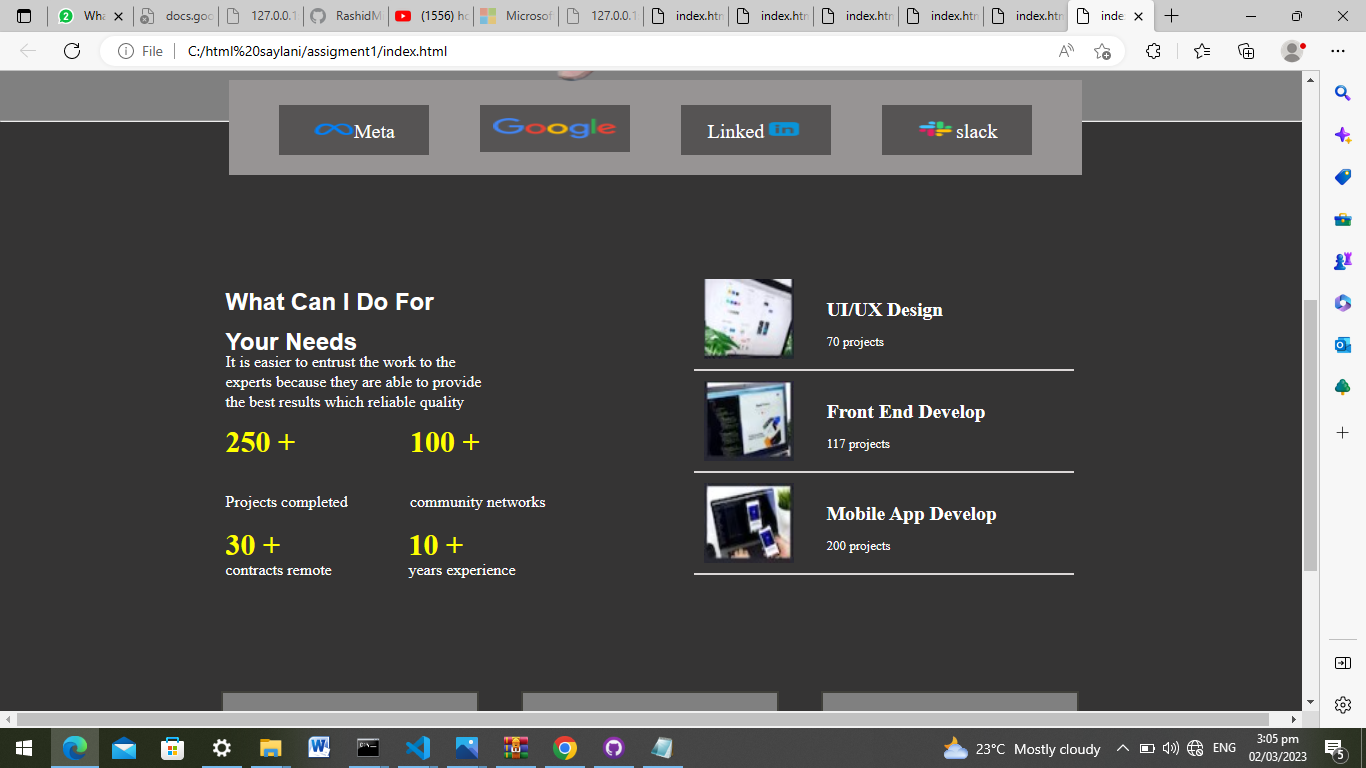 Wha
docs.goo
127.0.0.1
RashidM
(1556) ho
Microsof
127.0.0.1
index.htm
index.htm
index.htm
index.htm
index.htm
index
File
C:/html%20saylani/assigment1/index.html
Meta
Google
Linked in
slack
What Can I Do For
Your Needs
It is easier to entrust the work to the
experts because they are able to provide
the best results which reliable quality
250 +
100 +
Projects completed
community networks
30 +
10 +
contracts remote
years experience
UI/UX Design
70 projects
Front End Develop
117 projects
Mobile App Develop
200 projects
23°C Mostly cloudy
ENG
3:05 pm
02/03/2023
5